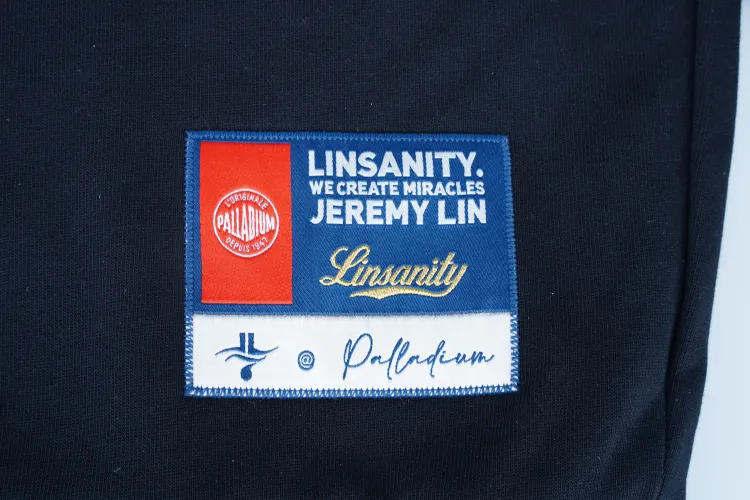 L'ORIGINALE
PALLADIUM
DEPUIS 1947
LINSANITY.
WE CREATE MIRACLES
JEREMY LIN
Linsanity
@ Palladium